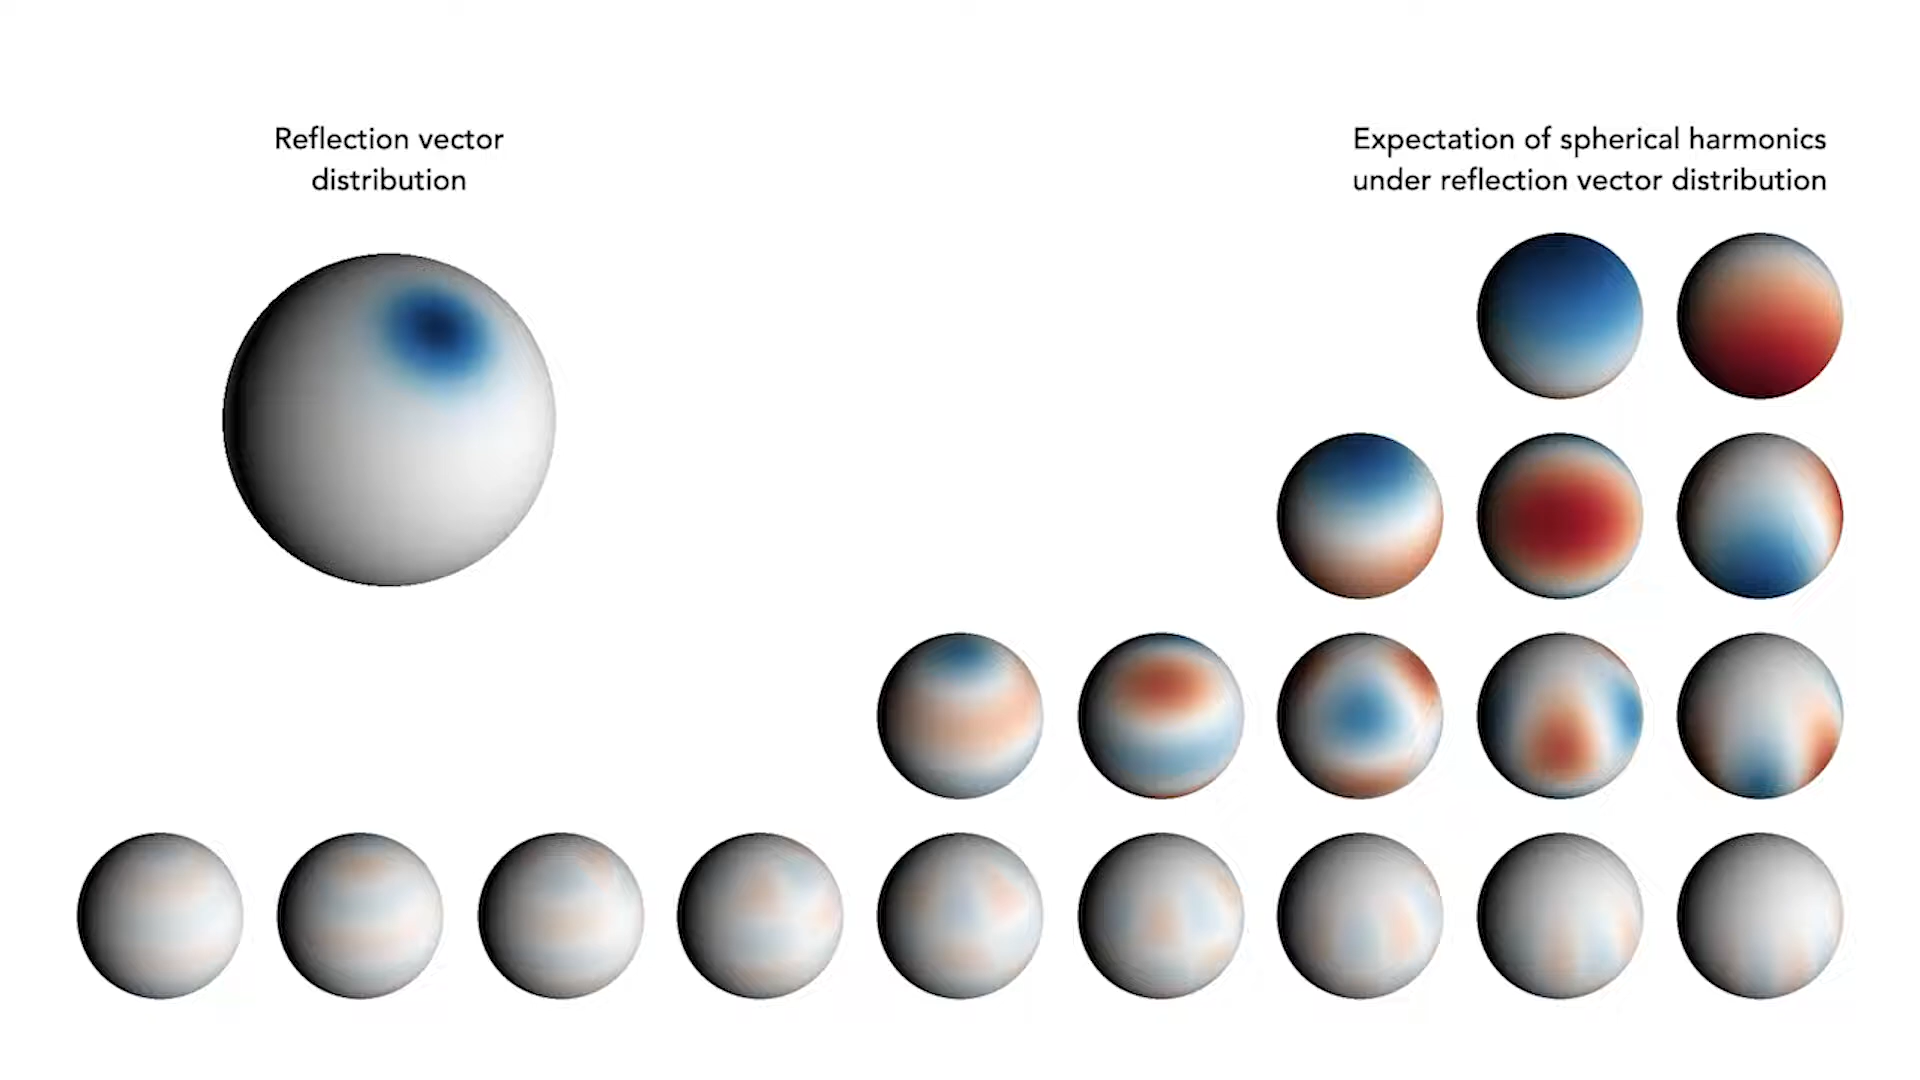 Reflection vector
distribution
Expectation of spherical harmonics
under reflection vector distribution